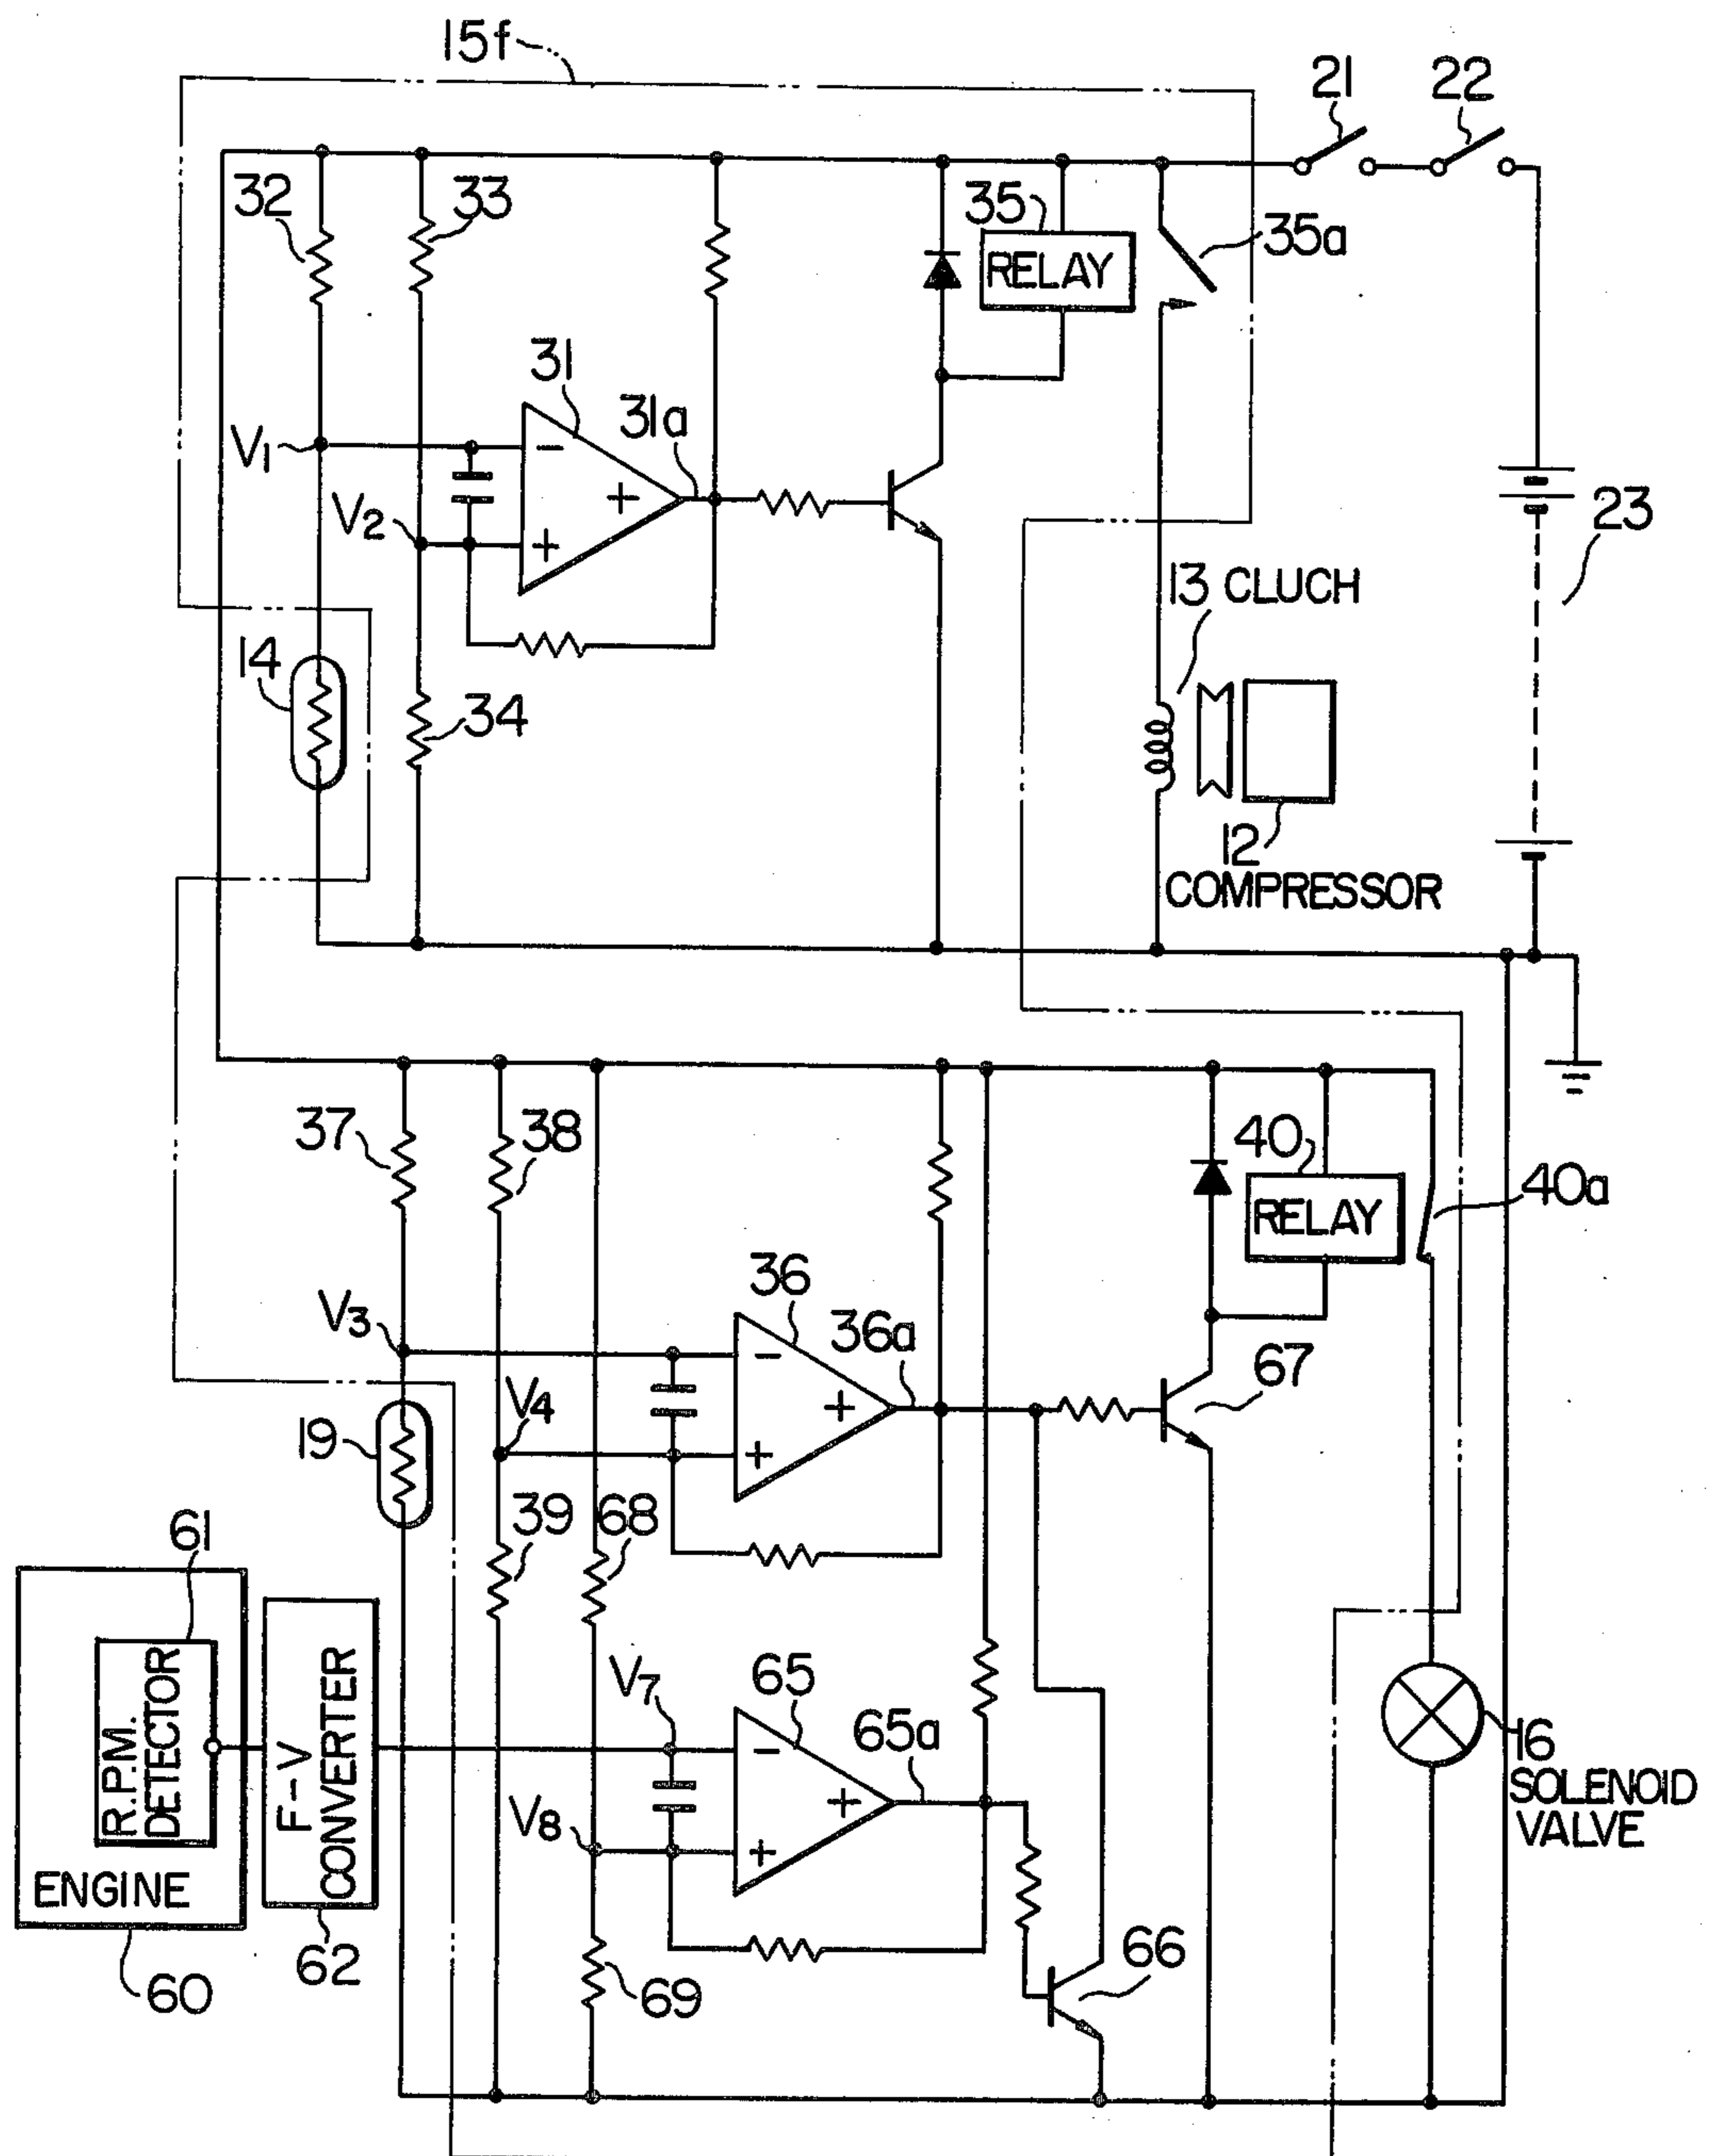 15f
21
22
32
33
35
RELAY
35a
31
31a
V1
V2
23
13 CLUCH
14
34
12
COMPRESSOR
37
38
40
RELAY
40a
36
36a
V3
67
V4
19
39
68
61
R.P.M.
DETECTOR
F-V
CONVERTER
V7
65
65a
16
SOLENOID
VALVE
V8
ENGINE
66
62
60
69
- + +
- + +
- + +